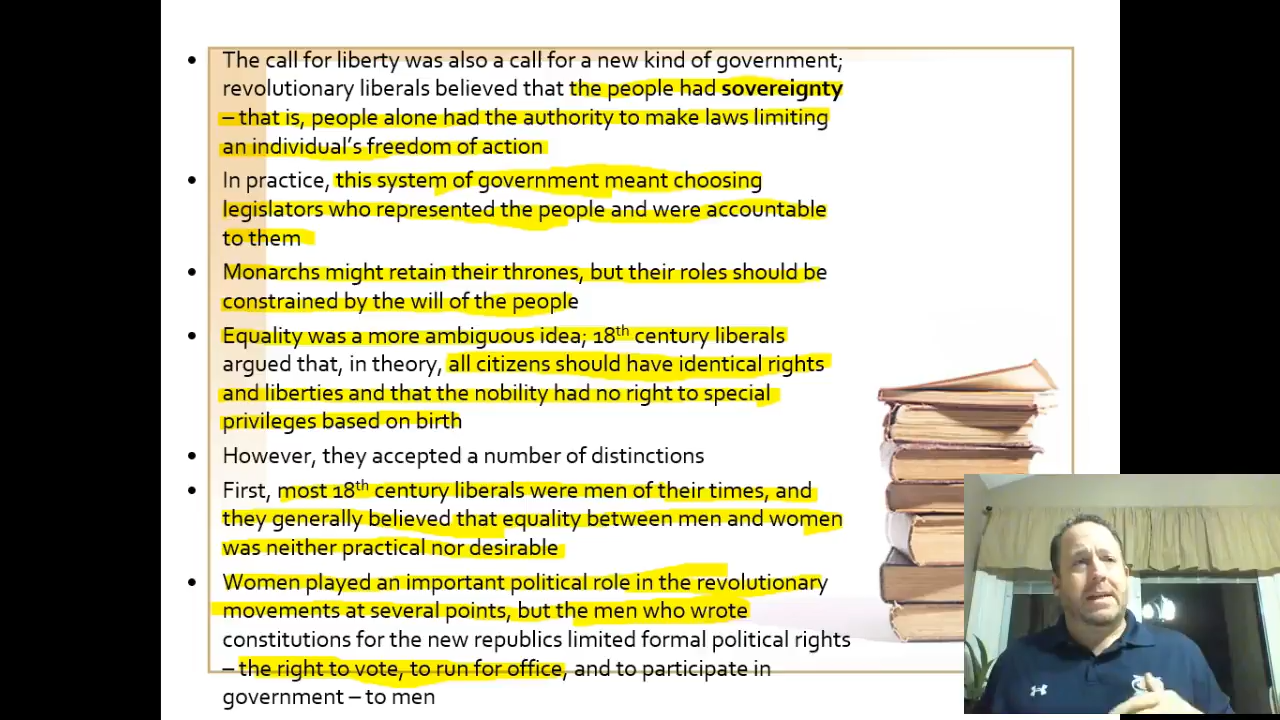 • The call for liberty was also a call for a new kind of government;
revolutionary liberals believed that the people had sovereignty
– that is, people alone had the authority to make laws limiting
an individual's freedom of action
• In practice, this system of government meant choosing
legislators who represented the people and were accountable
to them
• Monarchs might retain their thrones, but their roles should be
constrained by the will of the people
• Equality was a more ambiguous idea; 18th century liberals
argued that, in theory, all citizens should have identical rights
and liberties and that the nobility had no right to special
privileges based on birth
• However, they accepted a number of distinctions
• First, most 18th century liberals were men of their times, and
they generally believed that equality between men and women
was neither practical nor desirable
• Women played an important political role in the revolutionary
movements at several points, but the men who wrote
constitutions for the new republics limited formal political rights
– the right to vote, to run for office, and to participate in
government – to men